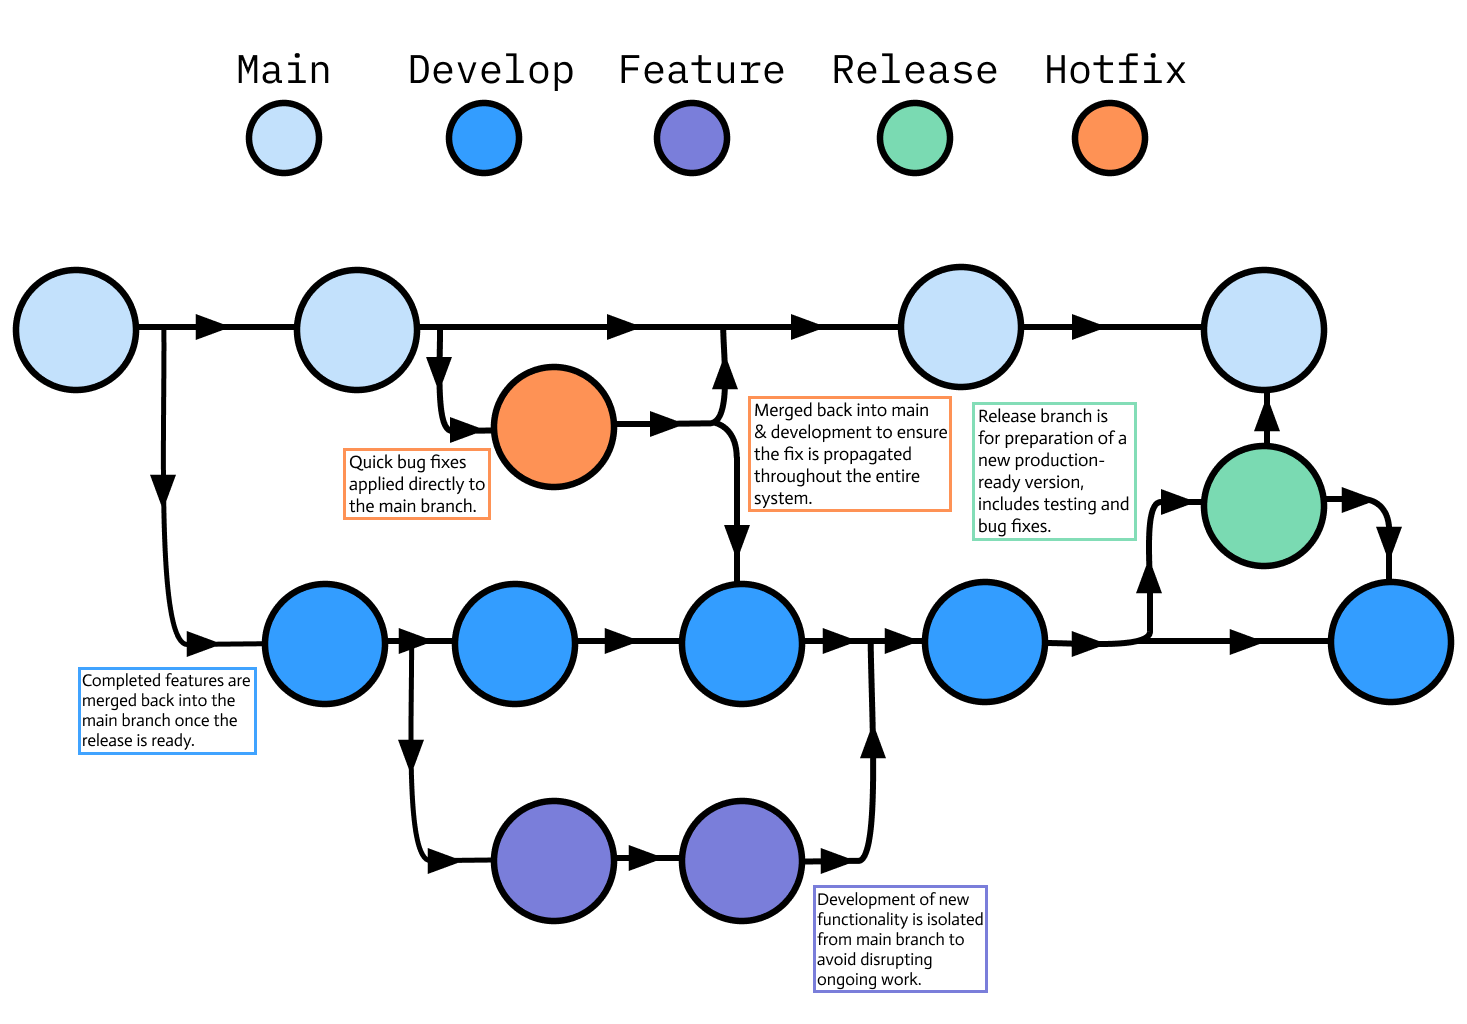 Main
Develop
Feature
Release
Hotfix
Quick bug fixes
applied directly to
the main branch.
Merged back into main
& development to ensure
the fix is propagated
throughout the entire
system.
Release branch is
for preparation of a
new production-
ready version,
includes testing and
bug fixes.
Completed features are
merged back into the
main branch once the
release is ready.
Development of new
functionality is isolated
from main branch to
avoid disrupting
ongoing work.